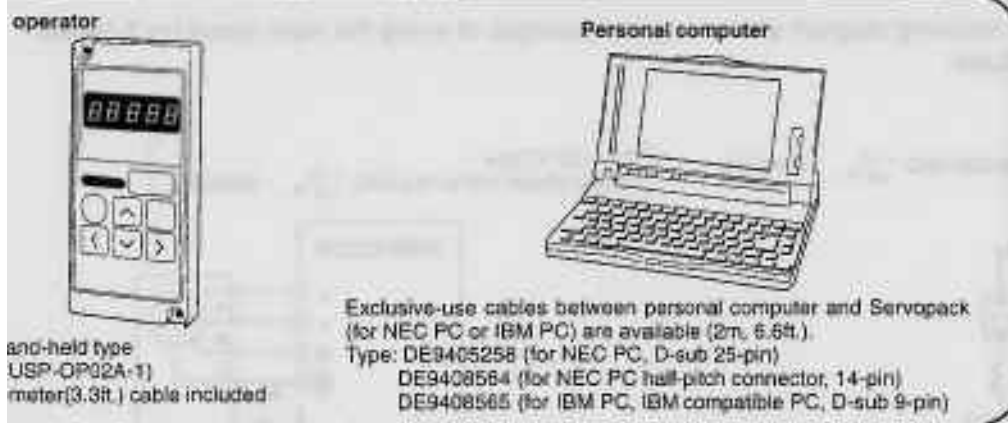 operator
Personal computer
88888
Exclusive-use cables between personal computer and Servopack
(for NEC PC or IBM PC) are available (2m, 6.6ft.).
Type: DE9405258 (for NEC PC, D-sub 25-pin)
DE9408564 (for NEC PC half-pitch connector, 14-pin)
DE9408565 (for IBM PC, IBM compatible PC, D-sub 9-pin)
and-held type
USP-OP02A-1)
meter(3.3ft.) cable included